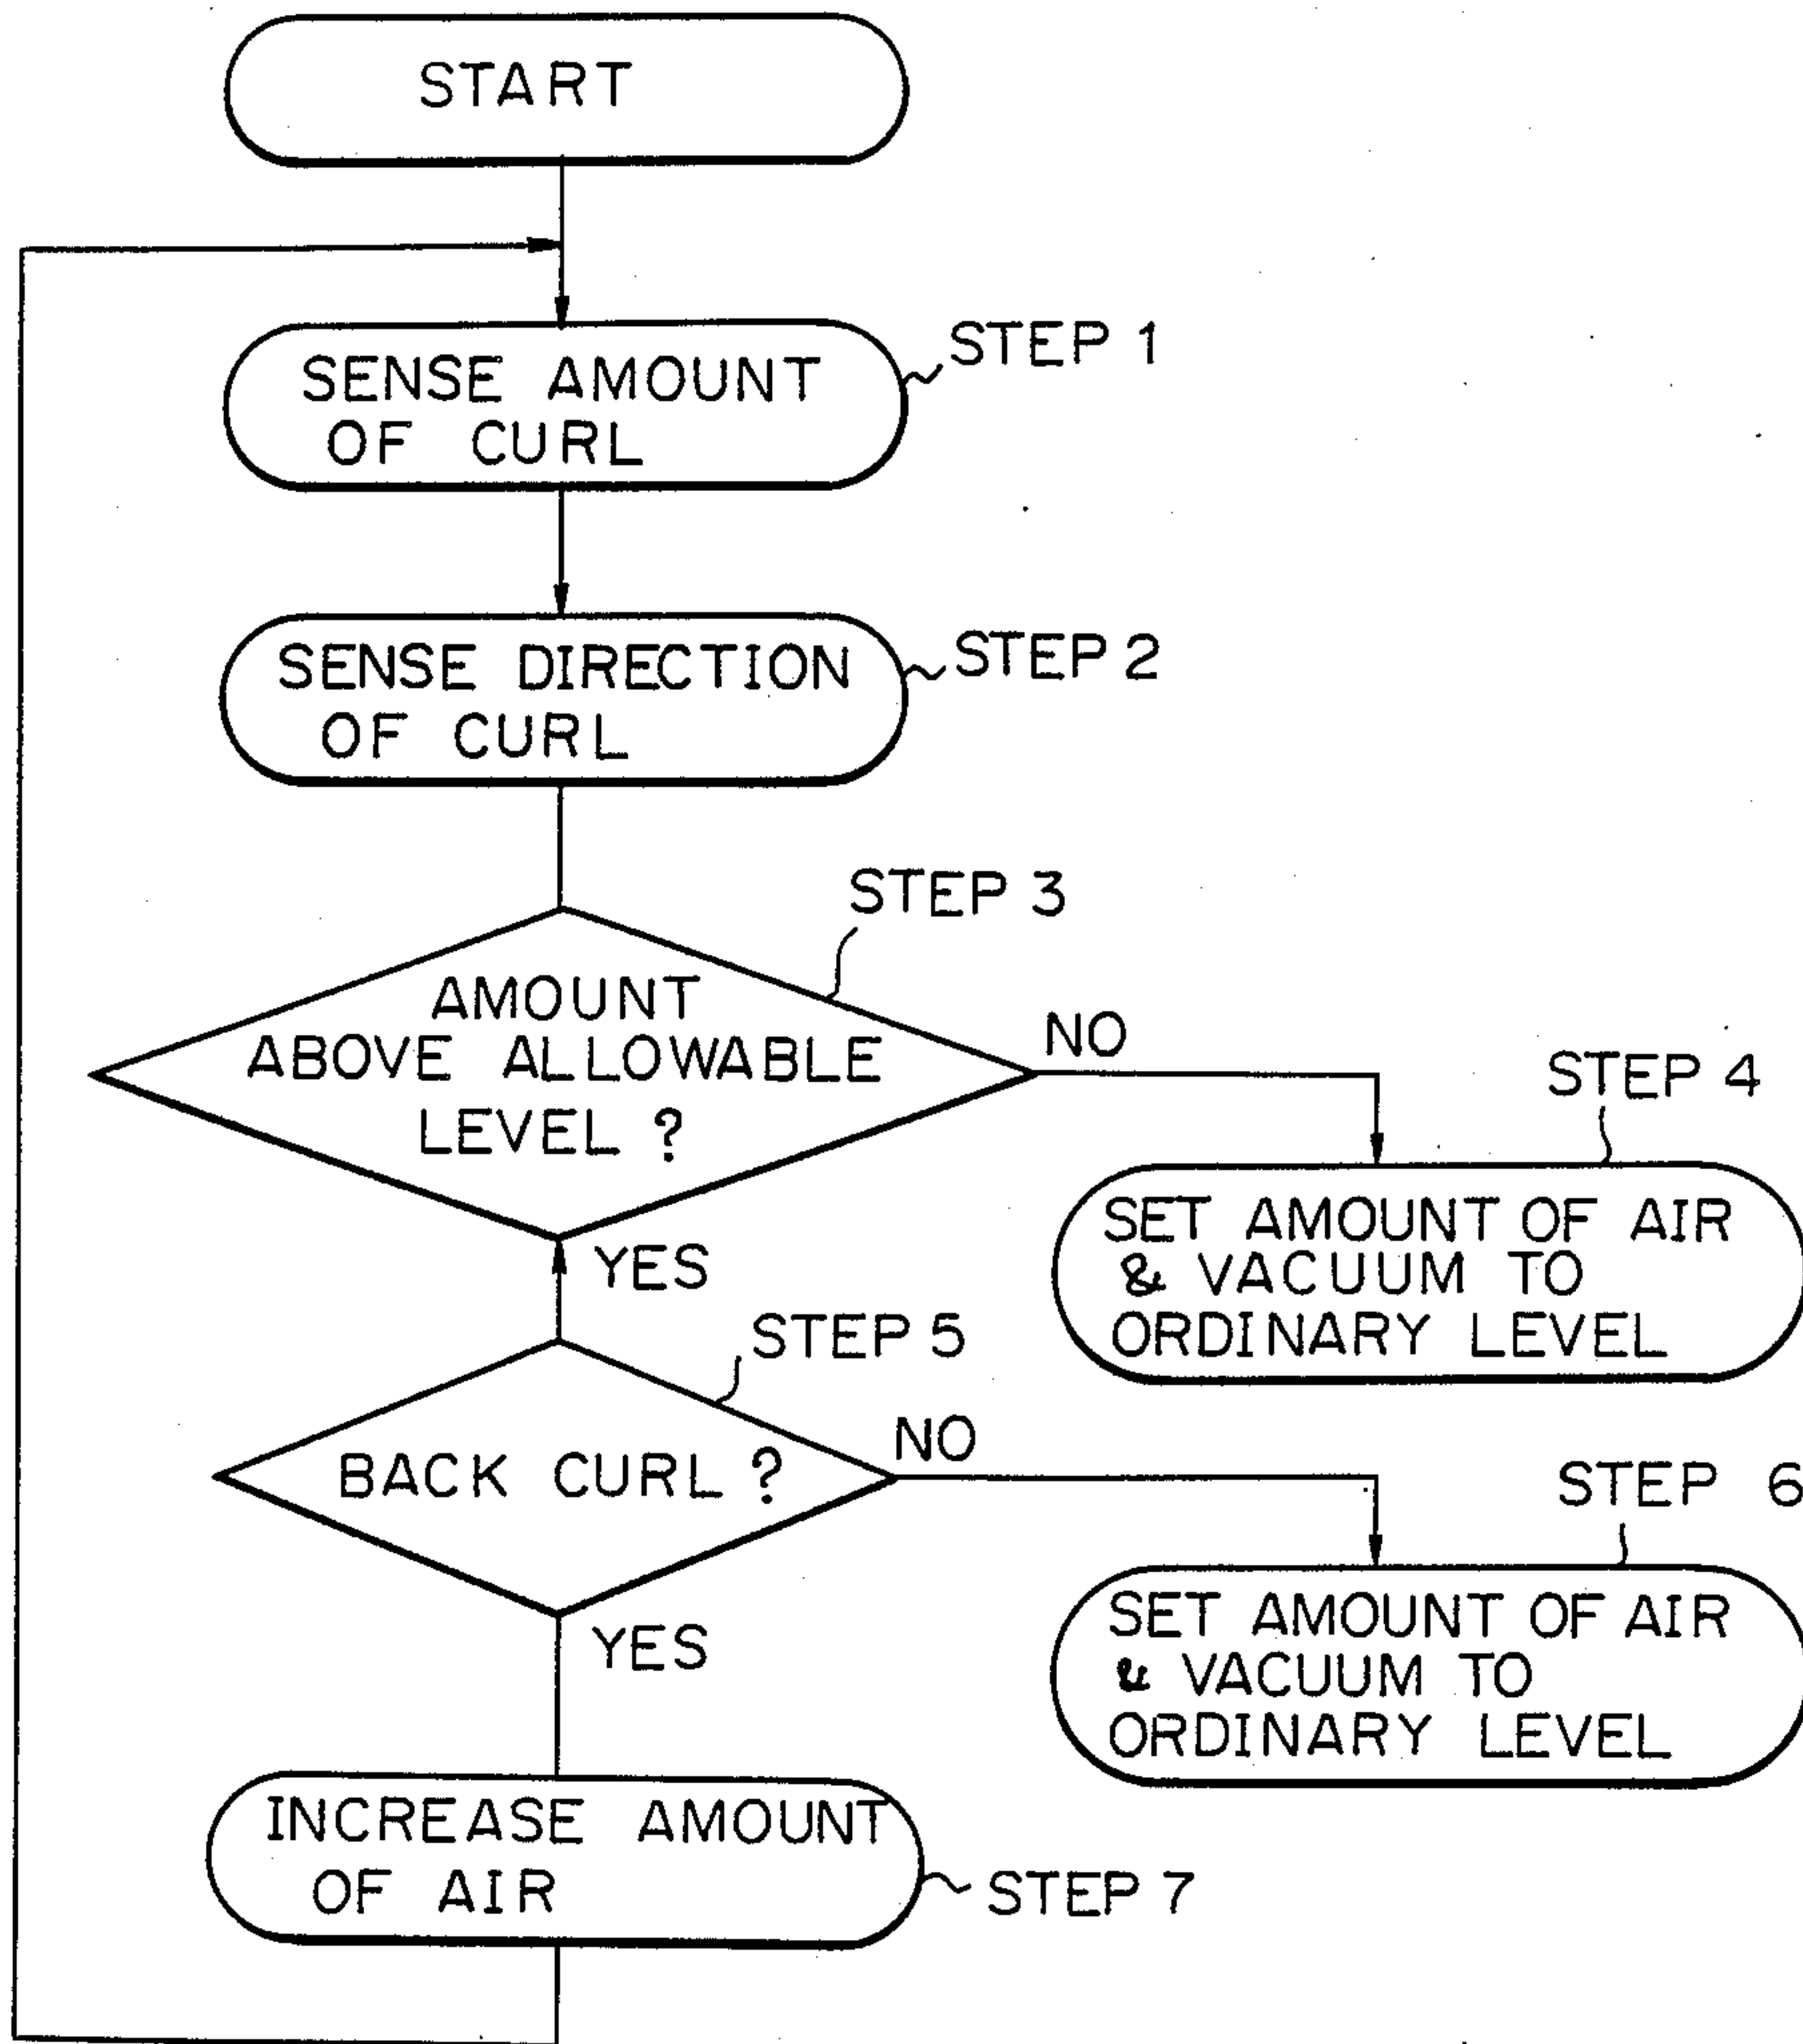 START
SENSE AMOUNT
OF CURL
STEP 1
SENSE DIRECTION
OF CURL
STEP 2
STEP 3
AMOUNT
ABOVE ALLOWABLE
LEVEL ?
NO
STEP 4
SET AMOUNT OF AIR
& VACUUM TO
ORDINARY LEVEL
YES
STEP 5
BACK CURL ?
NO
STEP 6
SET AMOUNT OF AIR
& VACUUM TO
ORDINARY LEVEL
YES
INCREASE AMOUNT
OF AIR
STEP 7